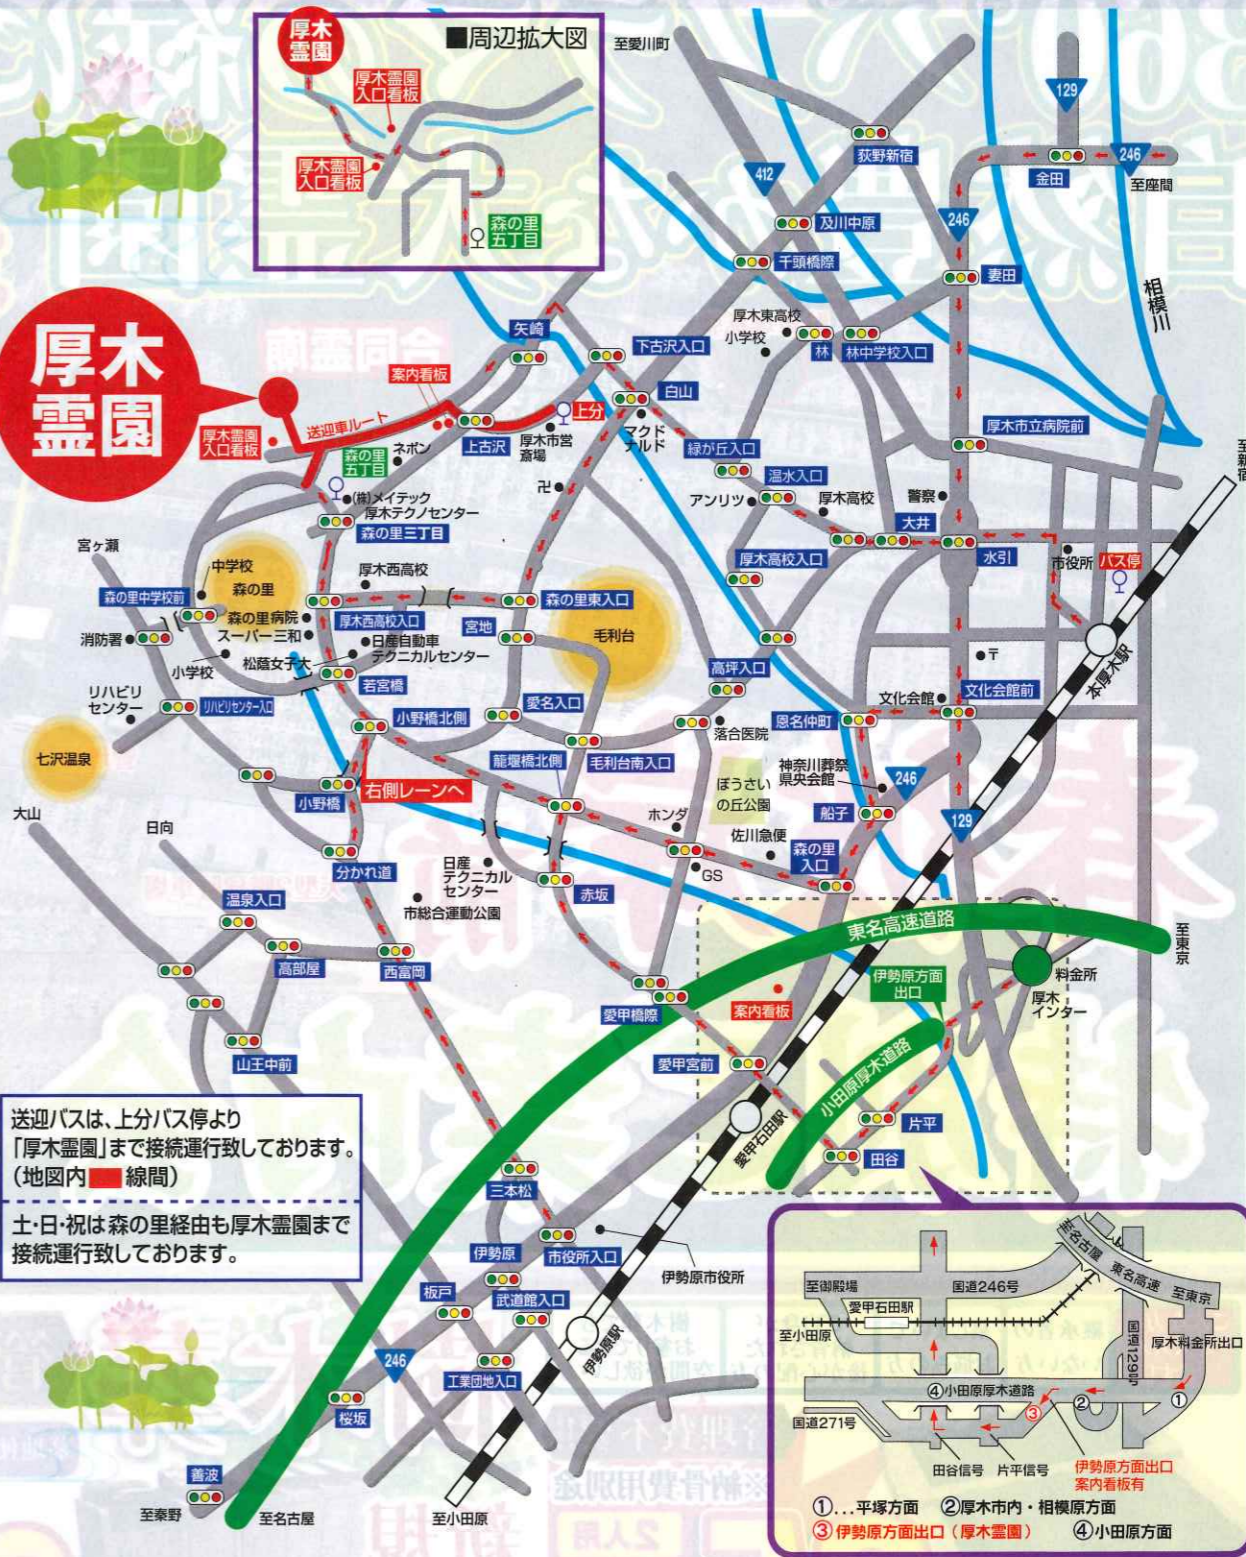 厚木
霊園
■周辺拡大図
厚木霊園
入口看板
厚木霊園
入口看板
森の里
五丁目
至愛川町
129
246
金田
至座間
荻野新宿
412
及川中原
246
千頭橋際
妻田
相模川
厚木東高校
小学校
林
林中学校入口
矢崎
下古沢入口
白山
厚木
霊園
案内看板
送迎車ルート
上分
厚木霊園
入口看板
上古沢
厚木市営
斎場
マクド
ナルド
厚木市立病院前
至新宿
緑が丘入口
森の里
五丁目
ネポン
温水入口
アンリツ
厚木高校
警察
卍
(株)メイテック
厚木テクノセンター
森の里三丁目
大井
水引
市役所
バス停
宮ヶ瀬
中学校
森の里
厚木西高校
厚木高校入口
森の里中学校前
森の里病院
スーパー三和
厚木西高校入口
森の里東入口
宮地
毛利台
消防署
小学校
松蔭女子大
日産自動車
テクニカルセンター
〒
本厚木駅
高坪入口
若宮橋
リハビリ
センター
リハビリセンター入口
文化会館
文化会館前
小野橋北側
愛名入口
恩名仲町
落合医院
七沢温泉
龍堰橋北側
毛利台南入口
神奈川葬祭
県央会館
246
小野橋
右側レーンへ
ぼうさい
の丘公園
船子
129
大山
日向
ホンダ
佐川急便
森の里
入口
分かれ道
日産
テクニカル
センター
GS
赤坂
温泉入口
市総合運動公園
東名高速道路
至東京
高部屋
西富岡
伊勢原方面
出口
料金所
厚木
インター
愛甲橋際
案内看板
山王中前
愛甲宮前
小田原厚木道路
片平
愛甲石田駅
田谷
送迎バスは、上分バス停より
「厚木霊園」まで接続運行致しております。
(地図内 線間)
土・日・祝は森の里経由も厚木霊園まで
接続運行致しております。
三本松
伊勢原
市役所入口
伊勢原市役所
板戸
武道館入口
伊勢原駅
246
工業団地入口
桜坂
善波
至秦野
至名古屋
至小田原
至名古屋
東名高速
至東京
至御殿場
国道246号
愛甲石田駅
至小田原
国道129号
厚木料金所出口
④小田原厚木道路
③
②
①
国道271号
田谷信号
片平信号
伊勢原方面出口
案内看板有
①…平塚方面 ②厚木市内・相模原方面
③伊勢原方面出口(厚木霊園) ④小田原方面